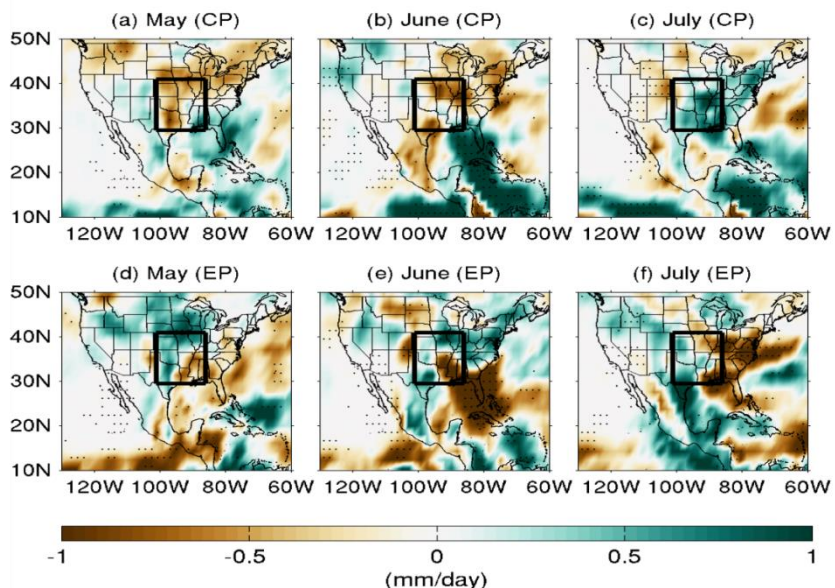 (a) May (CP) (b) June (CP) (c) July (CP)
50N
40N
30N
20N
10N
120W 100W 80W 60W 120W 100W 80W 60W 120W 100W 80W 60W
(d) May (EP) (e) June (EP) (f) July (EP)
50N
40N
30N
20N
10N
120W 100W 80W 60W 120W 100W 80W 60W 120W 100W 80W 60W
-1 -0.5 0 0.5 1
(mm/day)